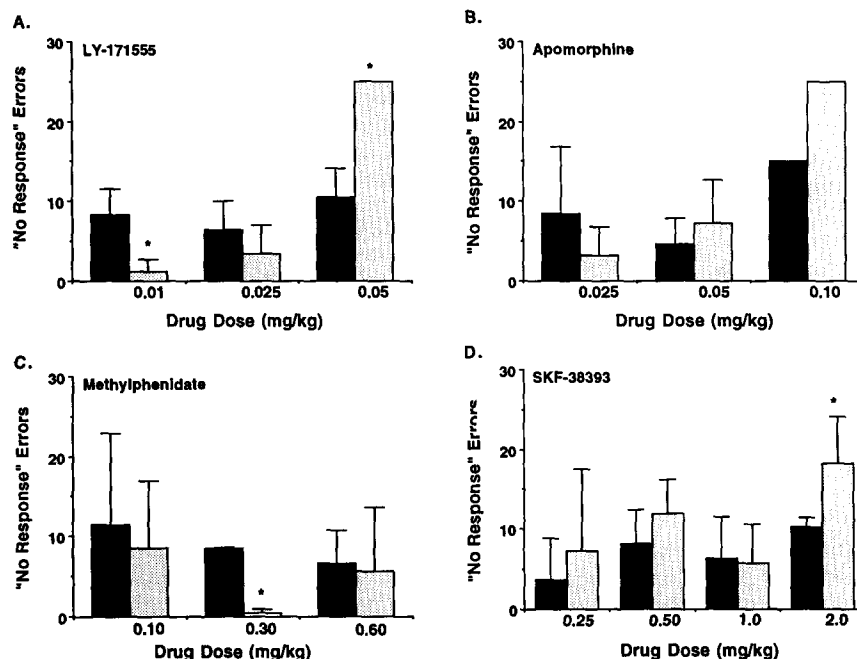 A.
LY-171555
"No Response" Errors
30
20
10
0
*
*
0.01 0.025 0.05
Drug Dose (mg/kg)
B.
Apomorphine
"No Response" Errors
30
20
10
0
0.025 0.05 0.10
Drug Dose (mg/kg)
C.
Methylphenidate
"No Response" Errors
30
20
10
0
*
0.10 0.30 0.60
Drug Dose (mg/kg)
D.
SKF-38393
"No Response" Errors
30
20
10
0
*
0.25 0.50 1.0 2.0
Drug Dose (mg/kg)